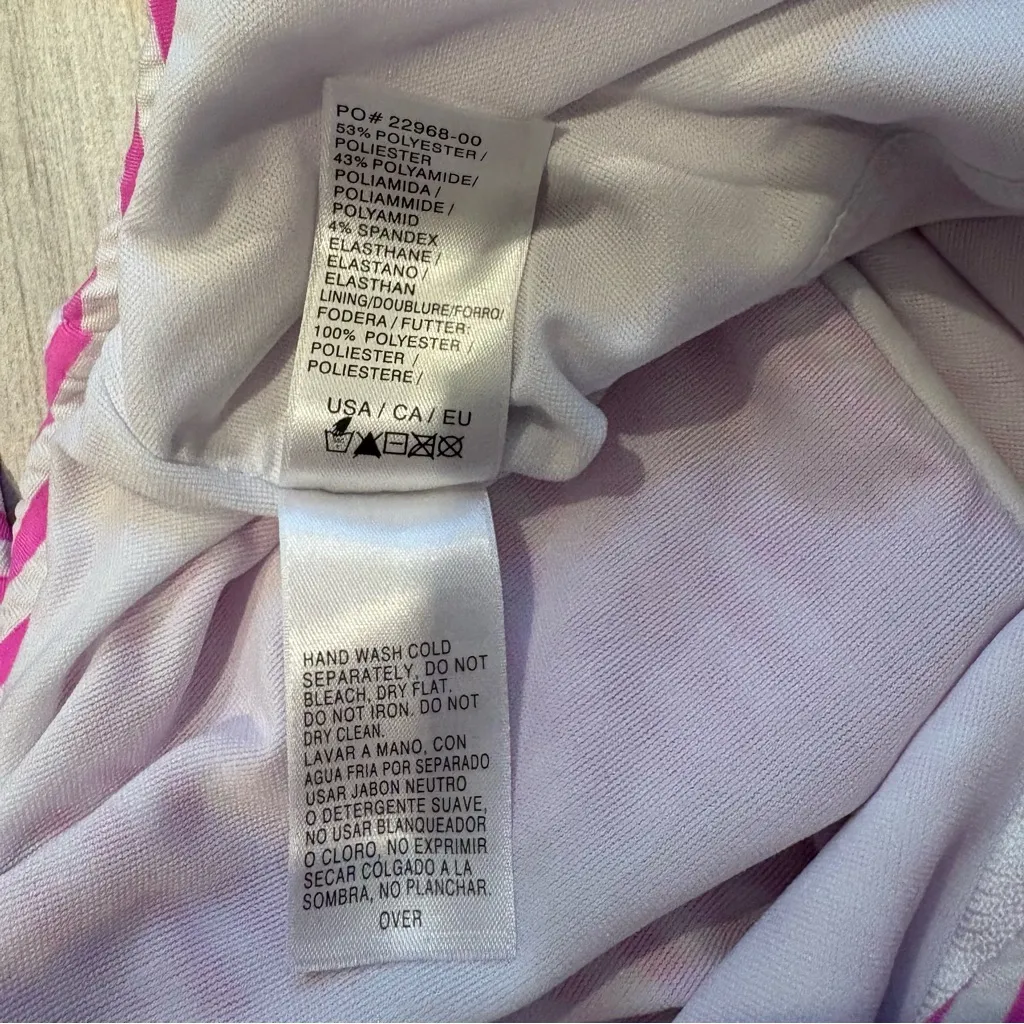 PO# 22968-00
53% POLYESTER /
POLIESTER
43% POLYAMIDE/
POLIAMIDA /
POLIAMMIDE /
POLYAMID
4% SPANDEX
ELASTHANE /
ELASTANO /
ELASTHAN
LINING/DOUBLURE/FORRO/
FODERA / FUTTER:
100% POLYESTER /
POLIESTER /
POLIESTERE /
USA / CA / EU
HAND WASH COLD
SEPARATELY, DO NOT
BLEACH, DRY FLAT.
DO NOT IRON. DO NOT
DRY CLEAN.
LAVAR A MANO, CON
AGUA FRIA POR SEPARADO
USAR JABON NEUTRO
O DETERGENTE SUAVE,
NO USAR BLANQUEADOR
O CLORO, NO EXPRIMIR
SECAR COLGADO A LA
SOMBRA, NO PLANCHAR.
OVER